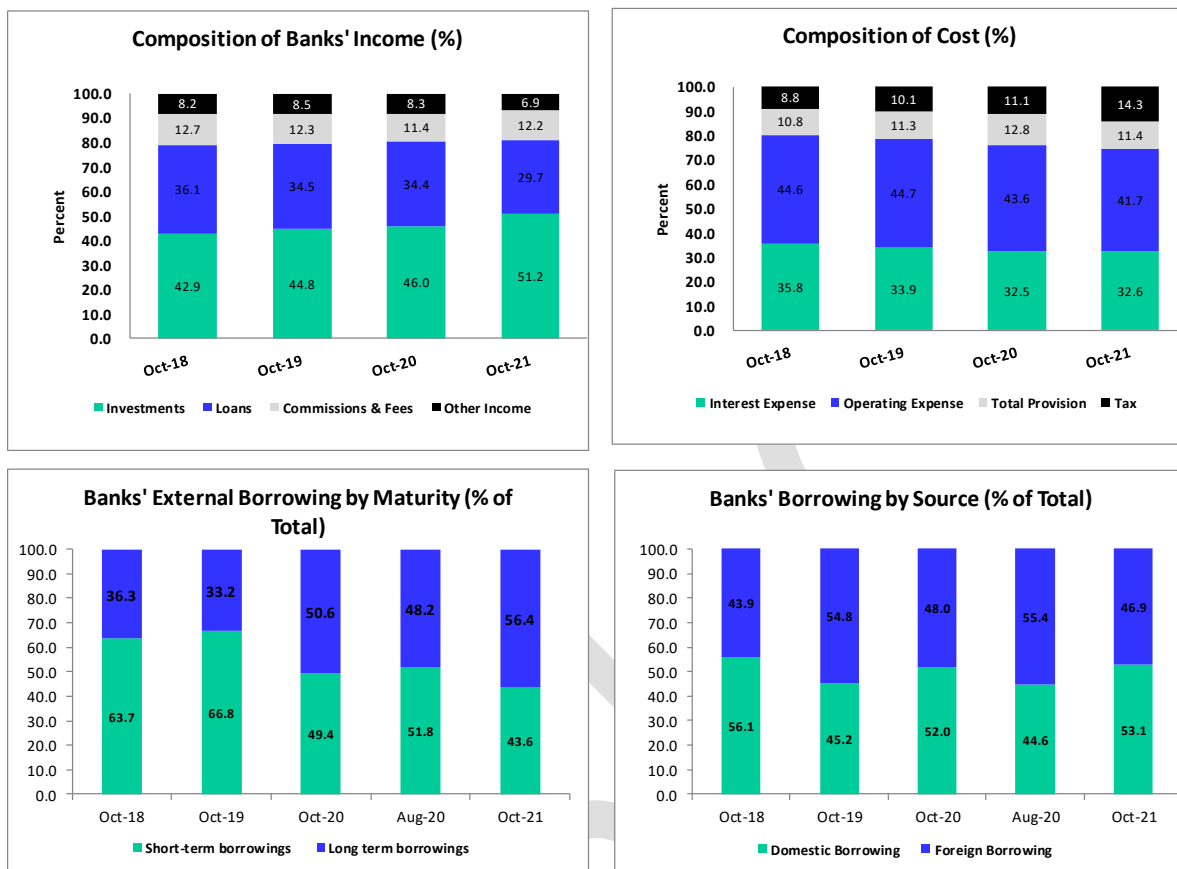 Composition of Banks' Income (%)
100.0
90.0
80.0
70.0
60.0
50.0
40.0
30.0
20.0
10.0
0.0
Percent
8.2 8.5 8.3 6.9
12.7 12.3 11.4 12.2
36.1 34.5 34.4 29.7
42.9 44.8 46.0 51.2
Oct-18 Oct-19 Oct-20 Oct-21
Investments Loans Commissions & Fees Other Income
Composition of Cost (%)
100.0
90.0
80.0
70.0
60.0
50.0
40.0
30.0
20.0
10.0
0.0
Percent
8.8 10.1 11.1 14.3
10.8 11.3 12.8 11.4
44.6 44.7 43.6 41.7
35.8 33.9 32.5 32.6
Oct-18 Oct-19 Oct-20 Oct-21
Interest Expense Operating Expense Total Provision Tax
Banks' External Borrowing by Maturity (% of
Total)
100.0
90.0
80.0
70.0
60.0
50.0
40.0
30.0
20.0
10.0
0.0
36.3 33.2 50.6 48.2 56.4
63.7 66.8 49.4 51.8 43.6
Oct-18 Oct-19 Oct-20 Aug-20 Oct-21
Short-term borrowings Long term borrowings
Banks' Borrowing by Source (% of Total)
100.0
90.0
80.0
70.0
60.0
50.0
40.0
30.0
20.0
10.0
0.0
43.9 54.8 48.0 55.4 46.9
56.1 45.2 52.0 44.6 53.1
Oct-18 Oct-19 Oct-20 Aug-20 Oct-21
Domestic Borrowing Foreign Borrowing